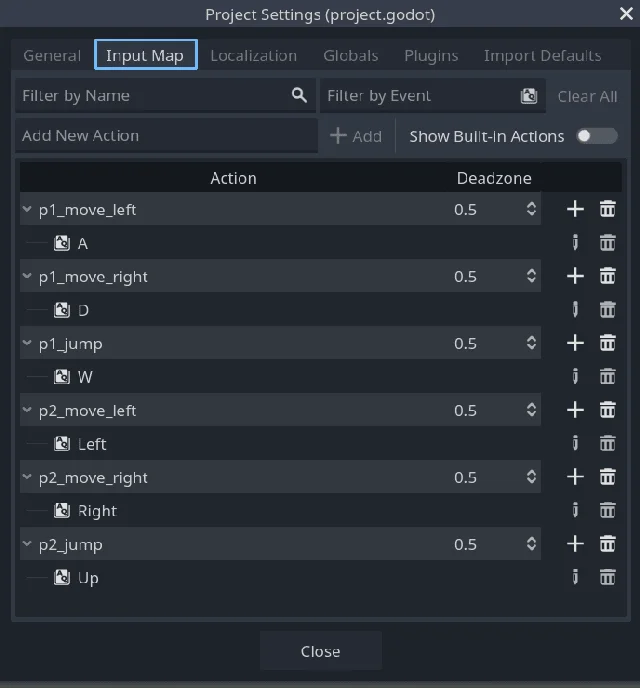 Project Settings (project.godot)
General Input Map Localization Globals Plugins Import Defaults
Filter by Name Filter by Event Clear All
Add New Action Add Show Built-in Actions
Action Deadzone
p1_move_left 0.5
A
p1_move_right 0.5
D
p1_jump 0.5
W
p2_move_left 0.5
Left
p2_move_right 0.5
Right
p2_jump 0.5
Up
Close